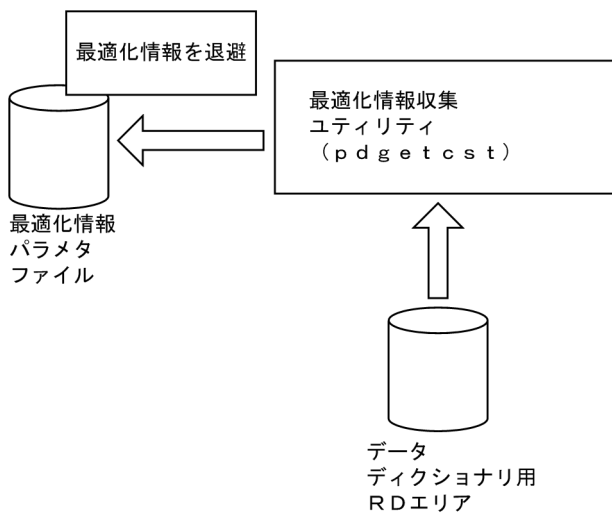 最適化情報を退避
最適化情報収集
ユティリティ
（ｐｄｇｅｔｃｓｔ）
最適化情報
パラメタ
ファイル
データ
ディクショナリ用
ＲＤエリア